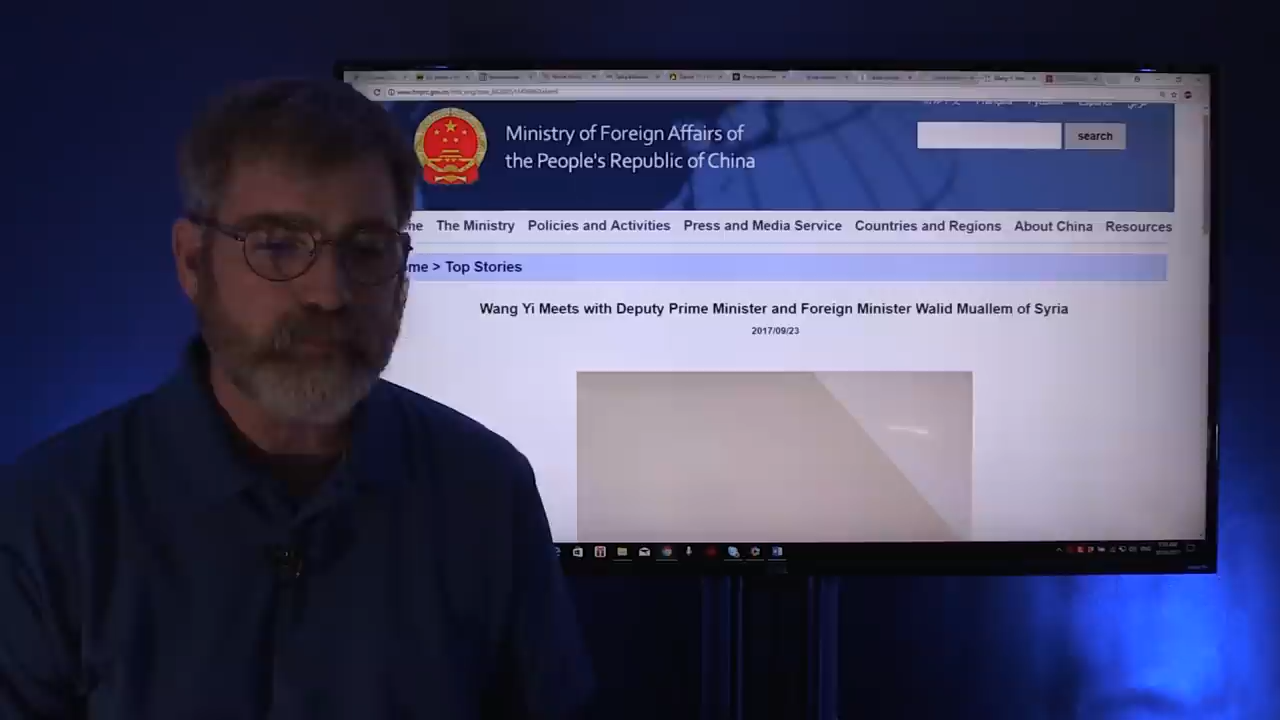 Ministry of Foreign Affairs of
the People's Republic of China
search
me The Ministry Policies and Activities Press and Media Service Countries and Regions About China Resources
me > Top Stories
Wang Yi Meets with Deputy Prime Minister and Foreign Minister Walid Muallem of Syria
2017/09/23